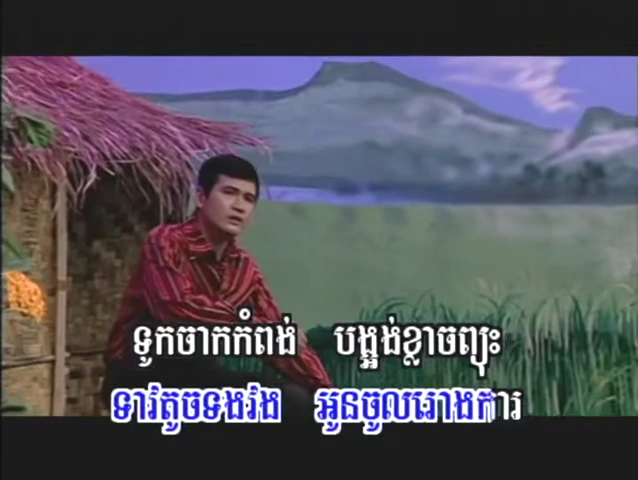 ទូកចាកកំពង់ បង្អង់ខ្លាចព្យុះ
ទាវតូចទងវង អូនចូលរោងការ